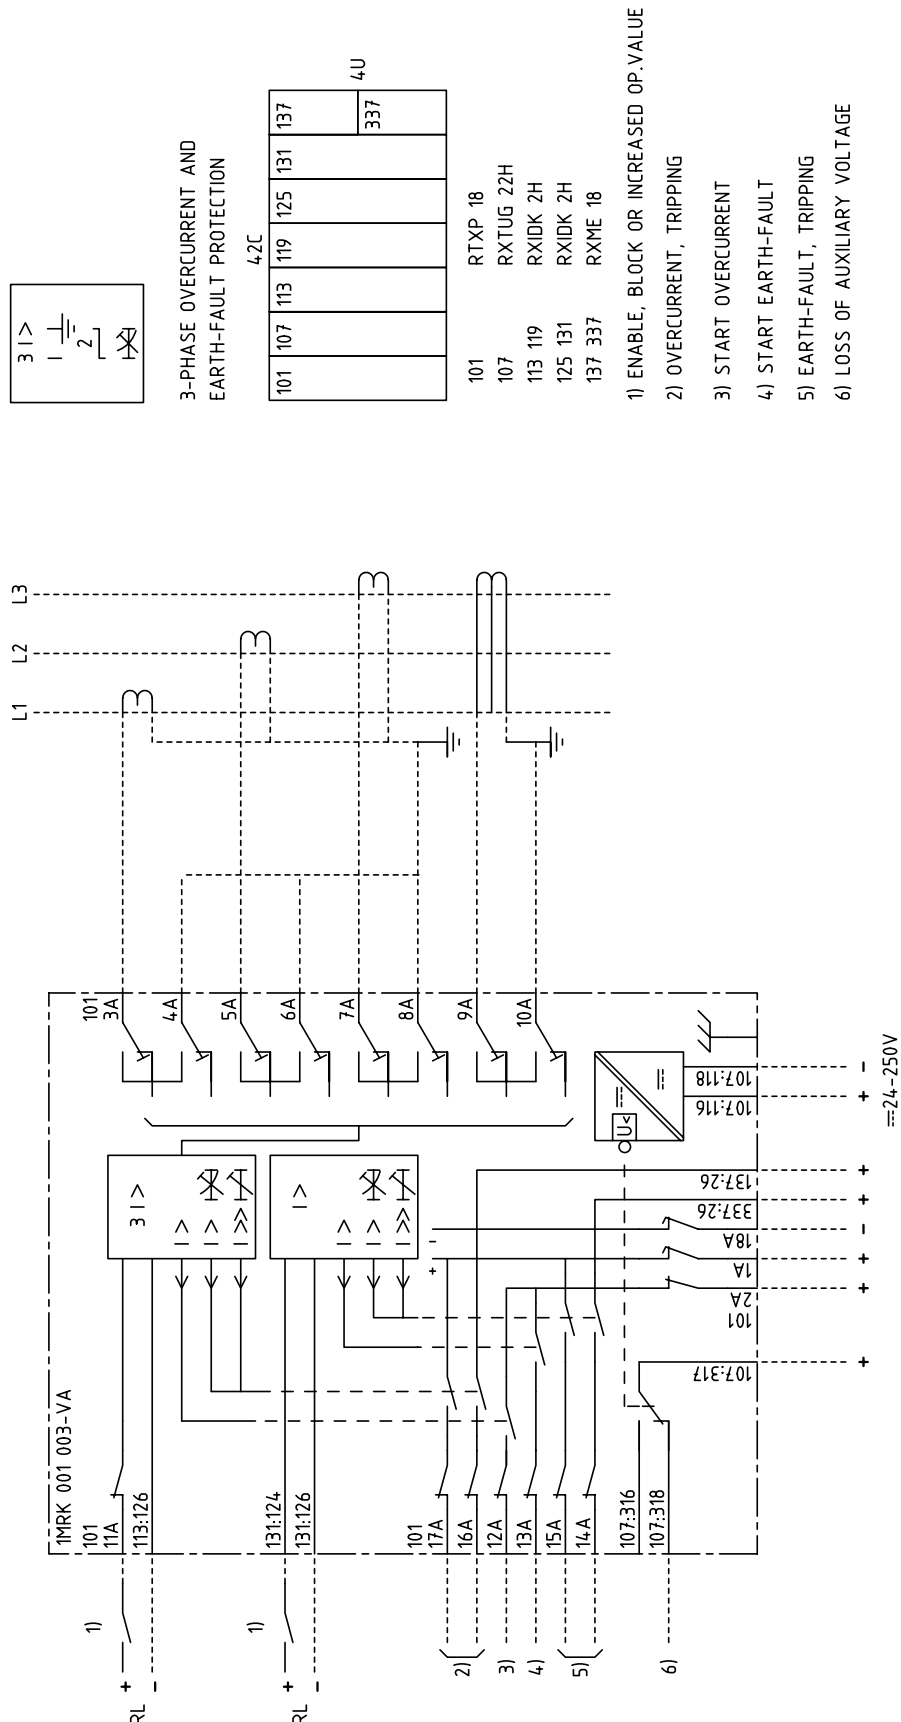 3 I>
2
3-PHASE OVERCURRENT AND
EARTH-FAULT PROTECTION
42C
4U
101 107 113 119 125 131 137
337
101 RTXP 18
107 RXTUG 22H
113 119 RXIDK 2H
125 131 RXIDK 2H
137 337 RXME 18
1) ENABLE, BLOCK OR INCREASED OP.VALUE
2) OVERCURRENT, TRIPPING
3) START OVERCURRENT
4) START EARTH-FAULT
5) EARTH-FAULT, TRIPPING
6) LOSS OF AUXILIARY VOLTAGE
L1
L2
L3
1MRK 001 003-VA
101
3A
4A
5A
6A
7A
8A
9A
10A
3 I>
I>
I>
I>>
I>
I>
I>
I>>
U<
107:118
107:116
137:26
337:26
18A
1A
2A
101
107:317
24-250V
101
11A
113:126
131:124
131:126
101
17A
16A
12A
13A
15A
14A
107:316
107:318
1)
1)
2)
3)
4)
5)
6)
RL
RL
+
-
+
-
+
-
-
+
+
+
-
+
+
+